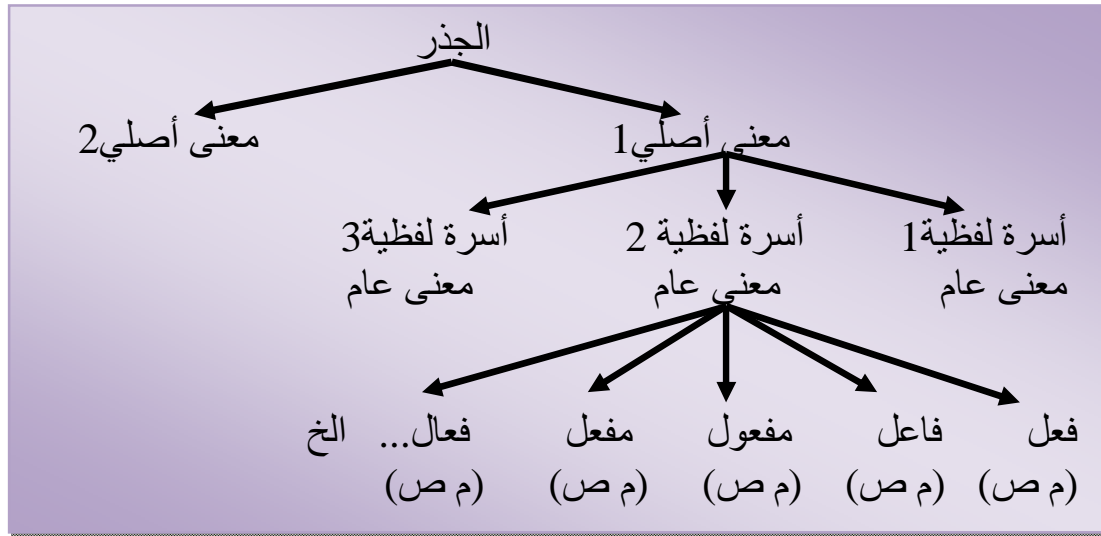 الجذر
معنى أصلي1 معنى أصلي2
أسرة لفظية1 أسرة لفظية 2 أسرة لفظية3
معنى عام معنى عام معنى عام
فعل فاعل مفعول مفعل فعال... الخ
(م ص) (م ص) (م ص) (م ص) (م ص)